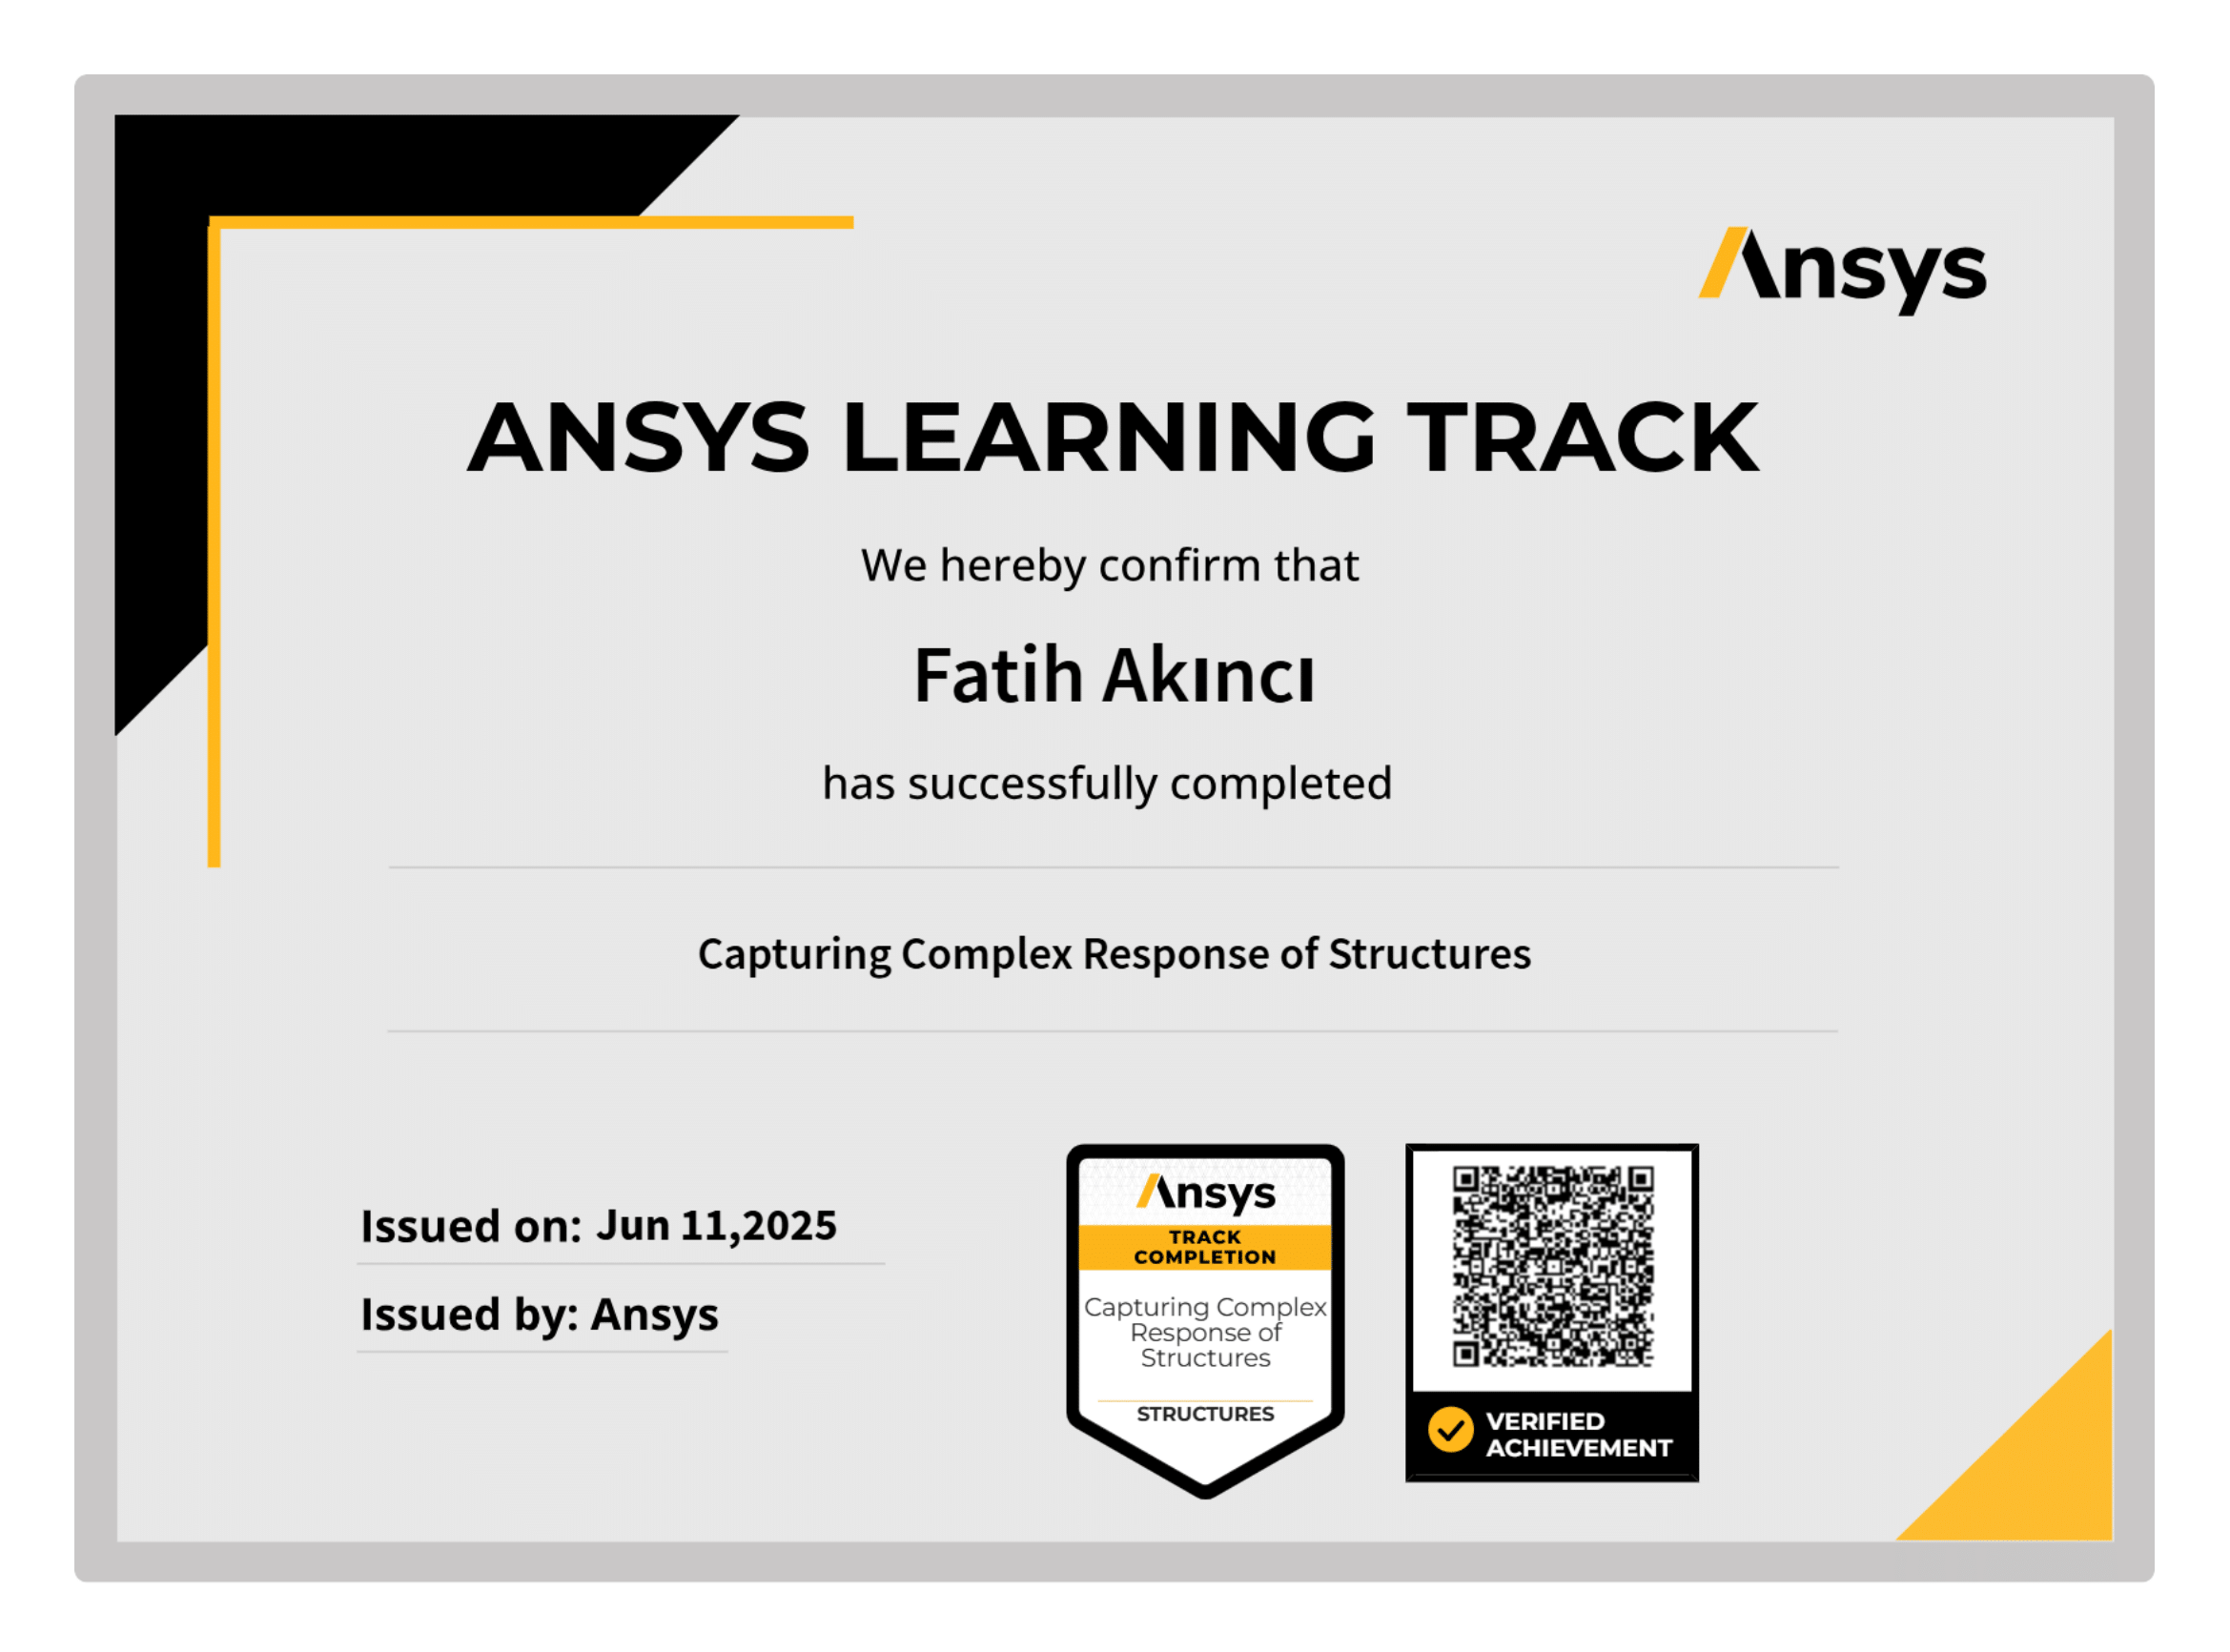 Ansys
ANSYS LEARNING TRACK
We hereby confirm that
Fatih Akıncı
has successfully completed
Capturing Complex Response of Structures
Issued on: Jun 11,2025
Issued by: Ansys
Ansys
TRACK
COMPLETION
Capturing Complex
Response of
Structures
STRUCTURES
VERIFIED
ACHIEVEMENT